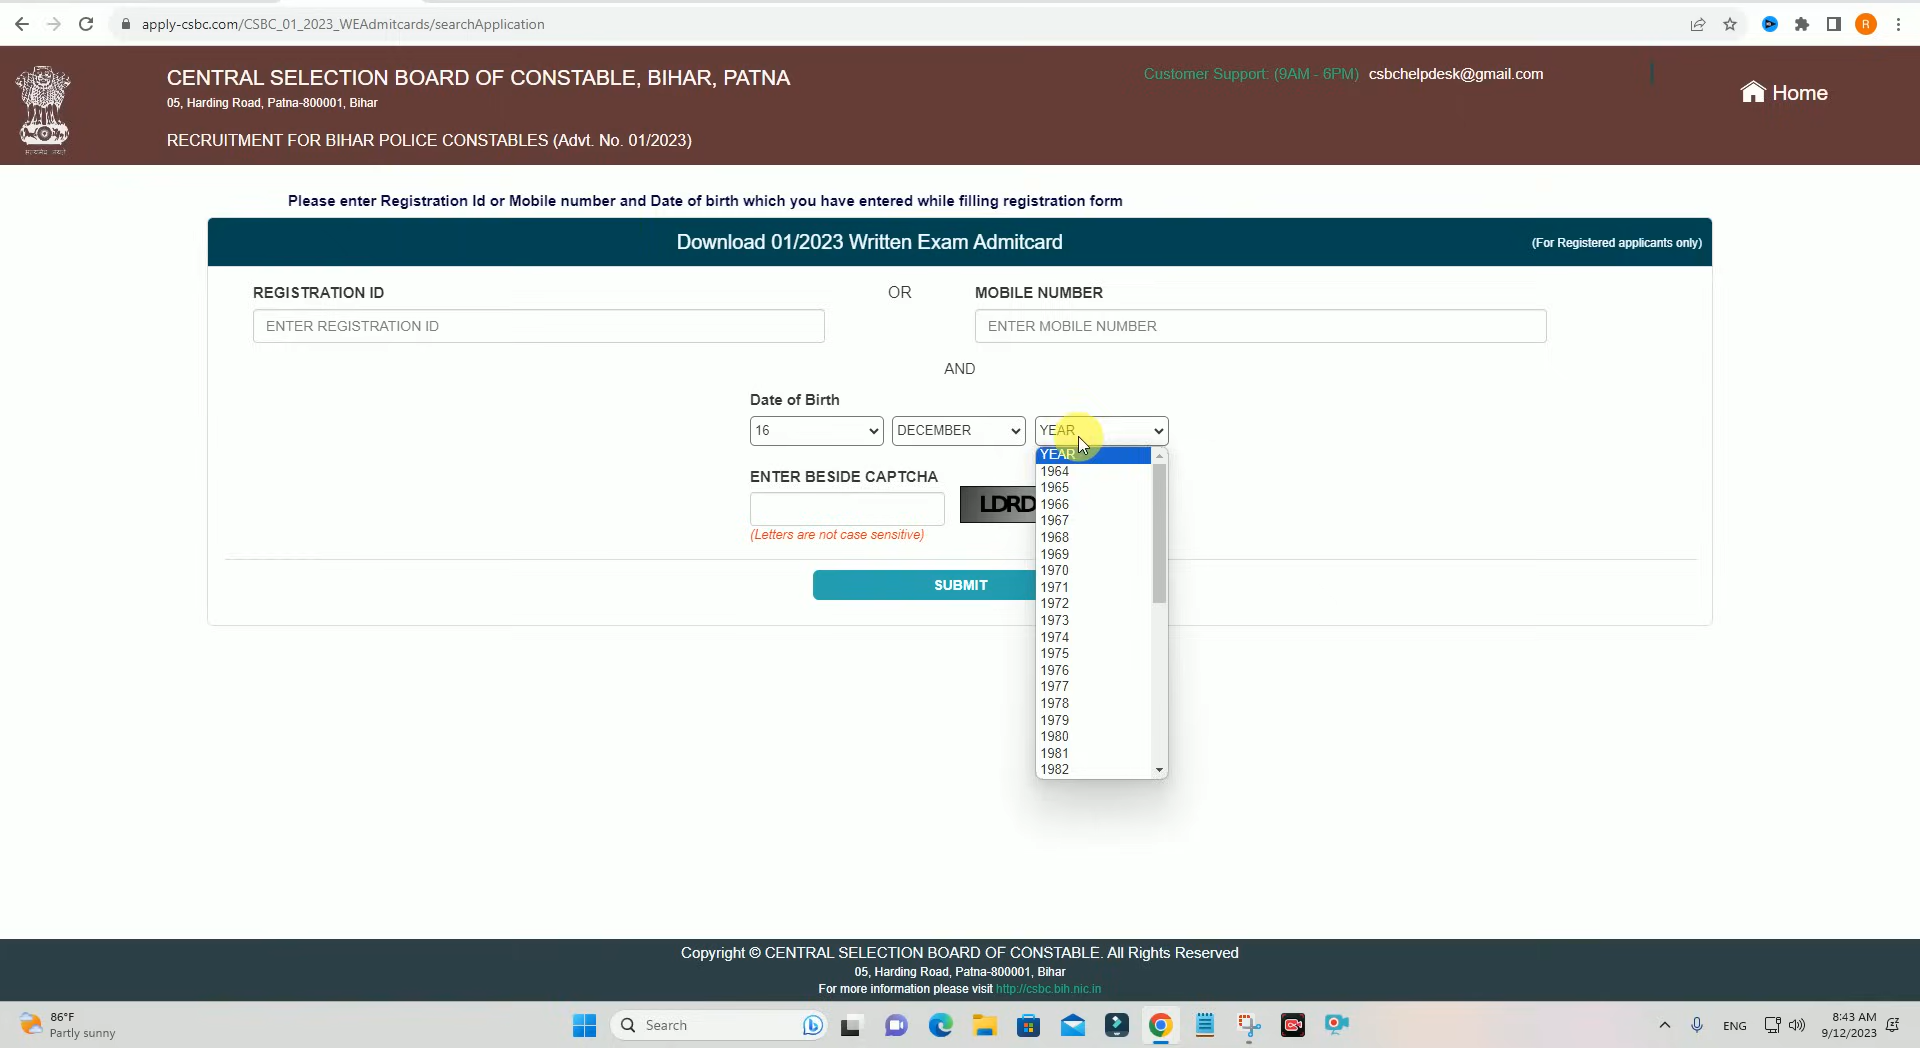 apply-csbc.com/CSBC_01_2023_WEAdmitcards/searchApplication
R
CENTRAL SELECTION BOARD OF CONSTABLE, BIHAR, PATNA
05, Harding Road, Patna-800001, Bihar
RECRUITMENT FOR BIHAR POLICE CONSTABLES (Advt. No. 01/2023)
Customer Support: (9AM - 6PM) csbchelpdesk@gmail.com
Home
Please enter Registration Id or Mobile number and Date of birth which you have entered while filling registration form
Download 01/2023 Written Exam Admitcard
(For Registered applicants only)
REGISTRATION ID
OR
MOBILE NUMBER
ENTER REGISTRATION ID
ENTER MOBILE NUMBER
AND
Date of Birth
16
DECEMBER
YEAR
YEAR
1964
1965
1966
1967
1968
1969
1970
1971
1972
1973
1974
1975
1976
1977
1978
1979
1980
1981
1982
ENTER BESIDE CAPTCHA
LDRD
(Letters are not case sensitive)
SUBMIT
Copyright © CENTRAL SELECTION BOARD OF CONSTABLE. All Rights Reserved
05, Harding Road, Patna-800001, Bihar
For more information please visit http://csbc.bih.nic.in
86°F
Partly sunny
Search
ENG
8:43 AM
9/12/2023